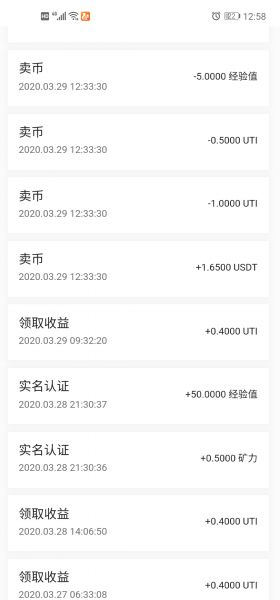 12:58
卖币
-5.0000 经验值
2020.03.29 12:33:30
卖币
-0.5000 UTI
2020.03.29 12:33:30
卖币
-1.0000 UTI
2020.03.29 12:33:30
卖币
+1.6500 USDT
2020.03.29 12:33:30
领取收益
+0.4000 UTI
2020.03.29 09:32:20
实名认证
+50.0000 经验值
2020.03.28 21:30:37
实名认证
+0.5000 矿力
2020.03.28 21:30:36
领取收益
+0.4000 UTI
2020.03.28 14:06:50
领取收益
+0.4000 UTI
2020.03.27 06:33:08